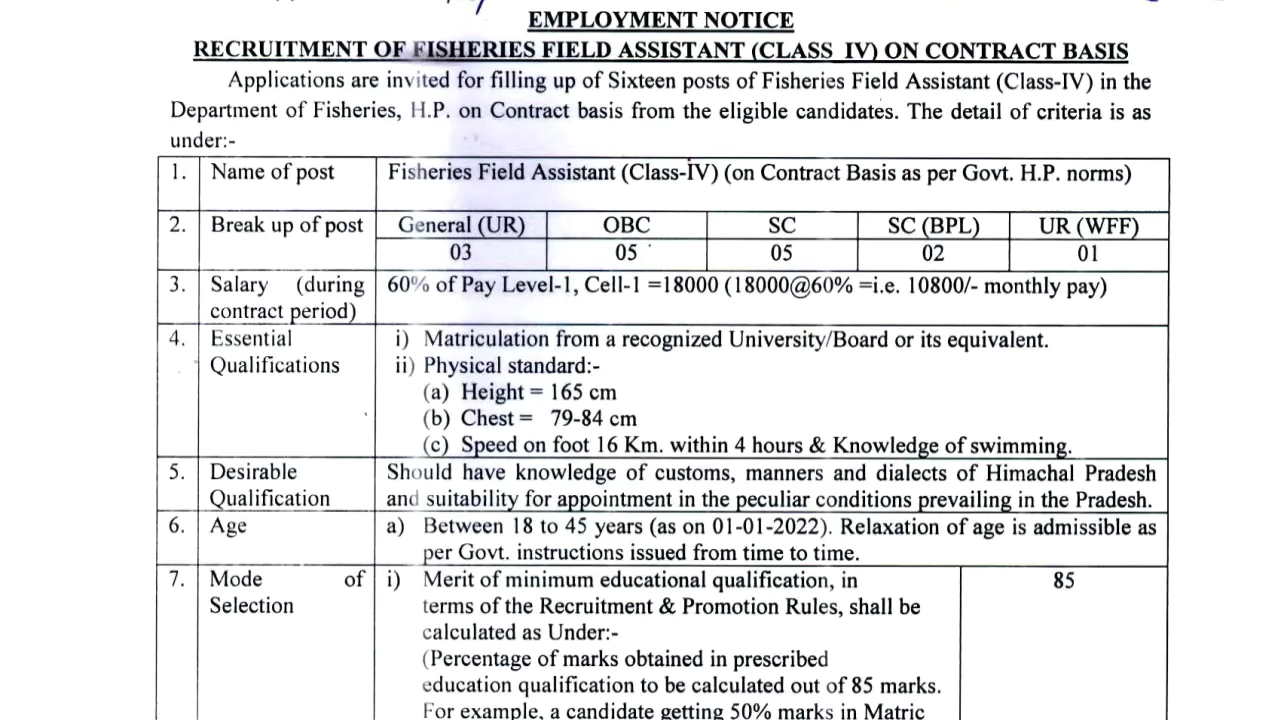 EMPLOYMENT NOTICE
RECRUITMENT OF FISHERIES FIELD ASSISTANT (CLASS IV) ON CONTRACT BASIS
Applications are invited for filling up of Sixteen posts of Fisheries Field Assistant (Class-IV) in the
Department of Fisheries, H.P. on Contract basis from the eligible candidates. The detail of criteria is as
under:-
1. Name of post Fisheries Field Assistant (Class-IV) (on Contract Basis as per Govt. H.P. norms)
2. Break up of post General (UR) OBC SC SC (BPL) UR (WFF)
03 05 05 02 01
3. Salary (during 60% of Pay Level-1, Cell-1 =18000 (18000@60% =i.e. 10800/- monthly pay)
contract period)
4. Essential i) Matriculation from a recognized University/Board or its equivalent.
Qualifications ii) Physical standard:-
(a) Height = 165 cm
(b) Chest = 79-84 cm
(c) Speed on foot 16 Km. within 4 hours & Knowledge of swimming.
5. Desirable Should have knowledge of customs, manners and dialects of Himachal Pradesh
Qualification and suitability for appointment in the peculiar conditions prevailing in the Pradesh.
6. Age a) Between 18 to 45 years (as on 01-01-2022). Relaxation of age is admissible as
per Govt. instructions issued from time to time.
7. Mode of i) Merit of minimum educational qualification, in 85
Selection terms of the Recruitment & Promotion Rules, shall be
calculated as Under:-
(Percentage of marks obtained in prescribed
education qualification to be calculated out of 85 marks.
For example, a candidate getting 50% marks in Matric